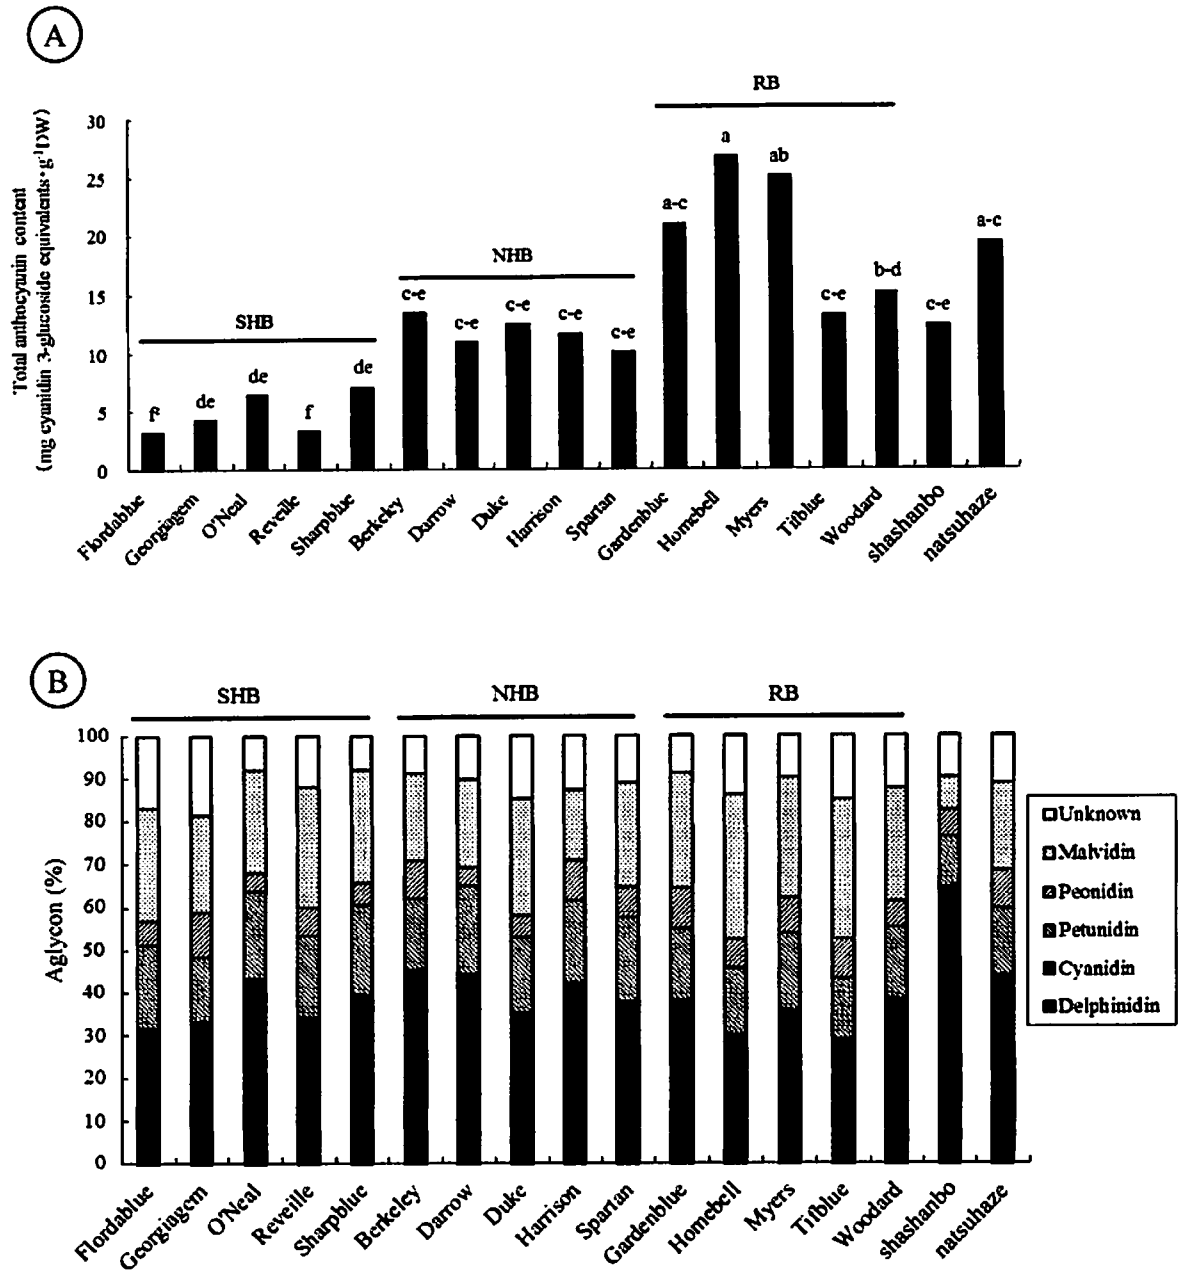 A
RB
Total anthocyanin content
(mg cyanidin 3-glucoside equivalents·g⁻¹DW)
30
25
20
15
10
5
0
SHB
NHB
f
de
de
f
de
c-e
c-e
c-e
c-e
c-e
a-c
a
ab
c-e
b-d
c-e
a-c
Flordablue
Georgiagem
O'Neal
Reveille
Sharpblue
Berkeley
Darrow
Duke
Harrison
Spartan
Gardenblue
Homebell
Myers
Tifblue
Woodard
shashanbo
natsuhaze
B
SHB
NHB
RB
Aglycon (%)
100
90
80
70
60
50
40
30
20
10
0
Unknown
Malvidin
Peonidin
Petunidin
Cyanidin
Delphinidin
Flordablue
Georgiagem
O'Neal
Reveille
Sharpblue
Berkeley
Darrow
Duke
Harrison
Spartan
Gardenblue
Homebell
Myers
Tifblue
Woodard
shashanbo
natsuhaze